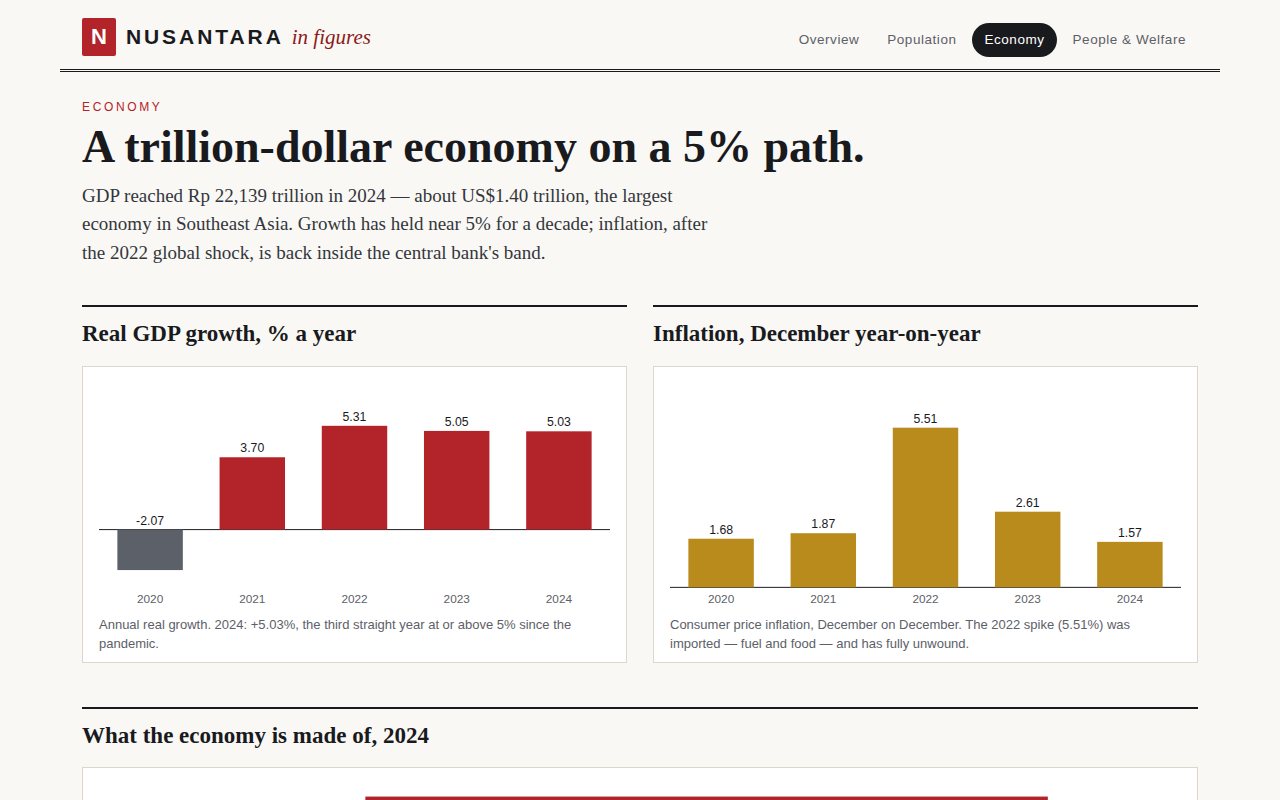 N NUSANTARA in figures
Overview Population Economy People & Welfare
ECONOMY
A trillion-dollar economy on a 5% path.
GDP reached Rp 22,139 trillion in 2024 — about US$1.40 trillion, the largest
economy in Southeast Asia. Growth has held near 5% for a decade; inflation, after
the 2022 global shock, is back inside the central bank's band.
Real GDP growth, % a year
-2.07 3.70 5.31 5.05 5.03
2020 2021 2022 2023 2024
Annual real growth. 2024: +5.03%, the third straight year at or above 5% since the
pandemic.
Inflation, December year-on-year
1.68 1.87 5.51 2.61 1.57
2020 2021 2022 2023 2024
Consumer price inflation, December on December. The 2022 spike (5.51%) was
imported — fuel and food — and has fully unwound.
What the economy is made of, 2024